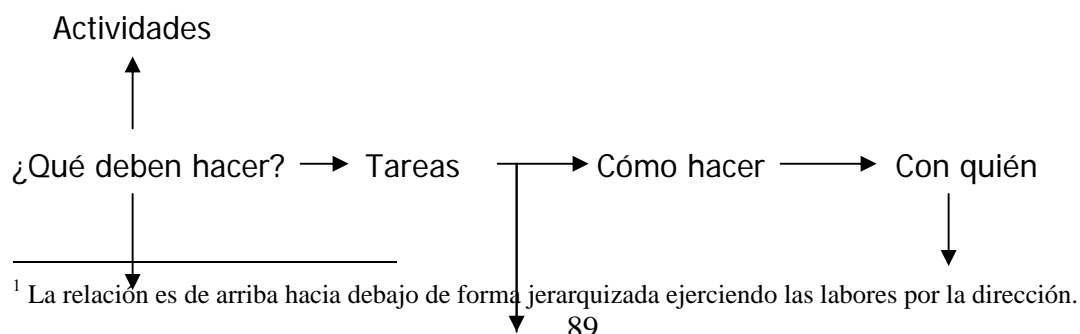 Actividades
¿Qué deben hacer? Tareas Cómo hacer Con quién
1 La relación es de arriba hacia debajo de forma jerarquizada ejerciendo las labores por la dirección.
89